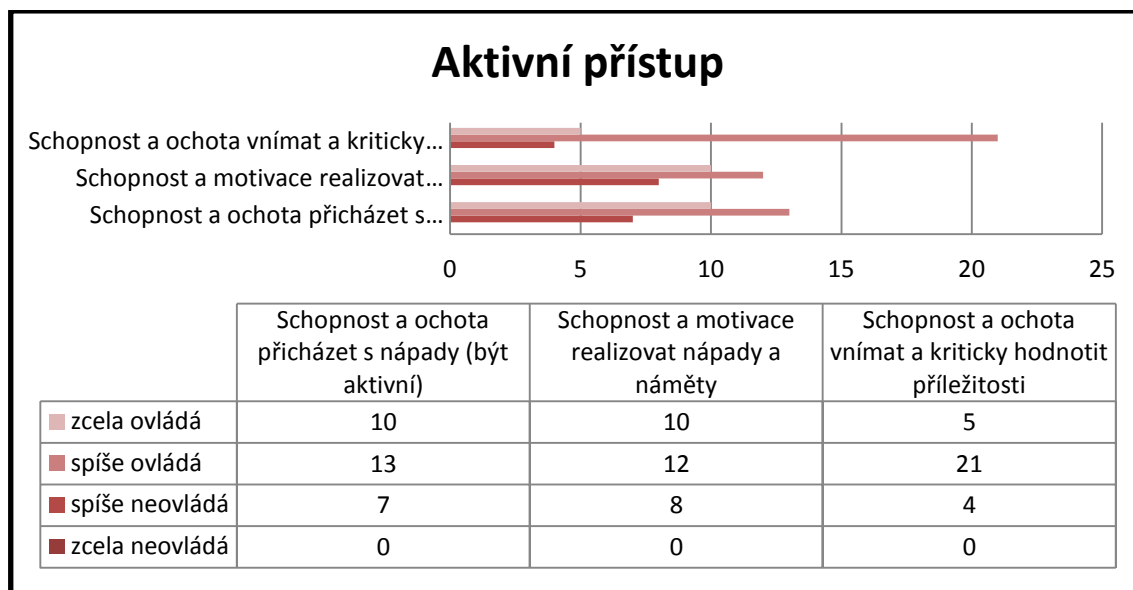 Aktivní přístup
Schopnost a ochota vnímat a kriticky…
Schopnost a motivace realizovat…
Schopnost a ochota přicházet s…
0 5 10 15 20 25
Schopnost a ochota přicházet s nápady (být aktivní)
Schopnost a motivace realizovat nápady a náměty
Schopnost a ochota vnímat a kriticky hodnotit příležitosti
zcela ovládá 10 10 5
spíše ovládá 13 12 21
spíše neovládá 7 8 4
zcela neovládá 0 0 0